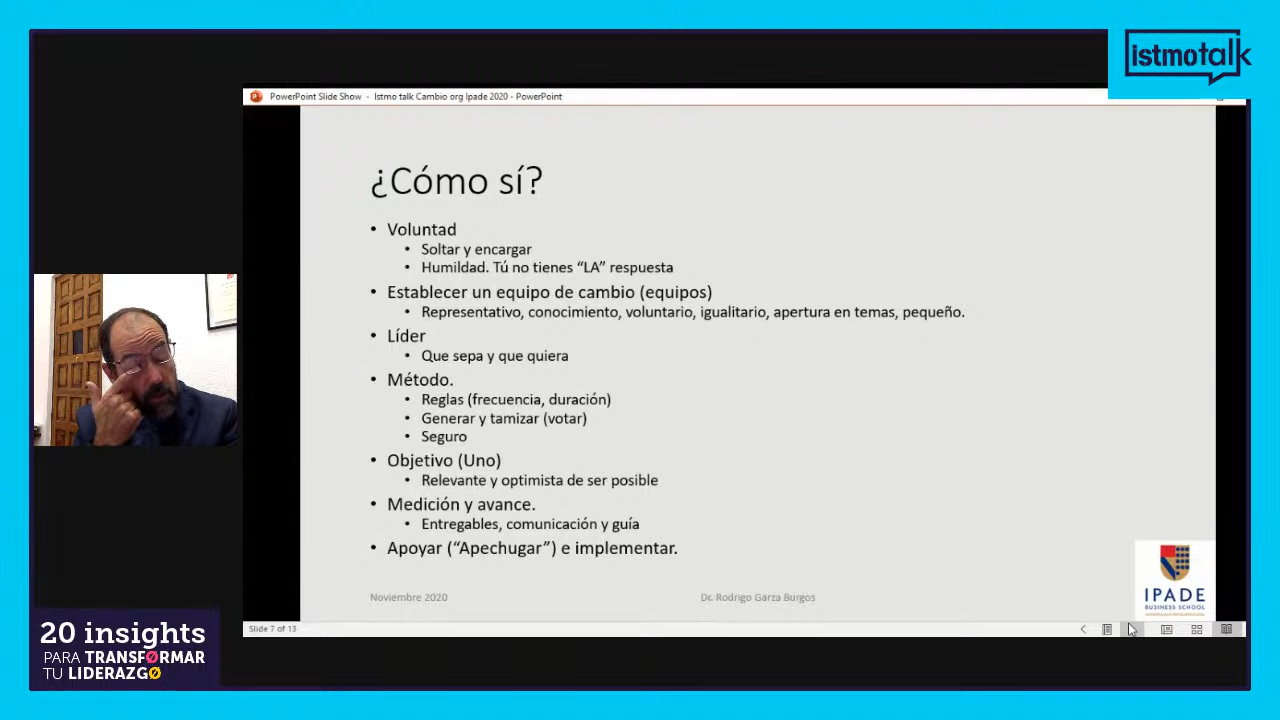 istmotalk
PowerPoint Slide Show - Istmo talk Cambio org Ipade 2020 - PowerPoint
¿Cómo sí?
• Voluntad
• Soltar y encargar
• Humildad. Tú no tienes “LA” respuesta
• Establecer un equipo de cambio (equipos)
• Representativo, conocimiento, voluntario, igualitario, apertura en temas, pequeño.
• Líder
• Que sepa y que quiera
• Método.
• Reglas (frecuencia, duración)
• Generar y tamizar (votar)
• Seguro
• Objetivo (Uno)
• Relevante y optimista de ser posible
• Medición y avance.
• Entregables, comunicación y guía
• Apoyar (“Apechugar”) e implementar.
Noviembre 2020
Dr. Rodrigo Garza Burgos
IPADE
BUSINESS SCHOOL
Slide 7 of 13
20 insights
PARA TRANSFØRMAR
TU LIDERAZGØ